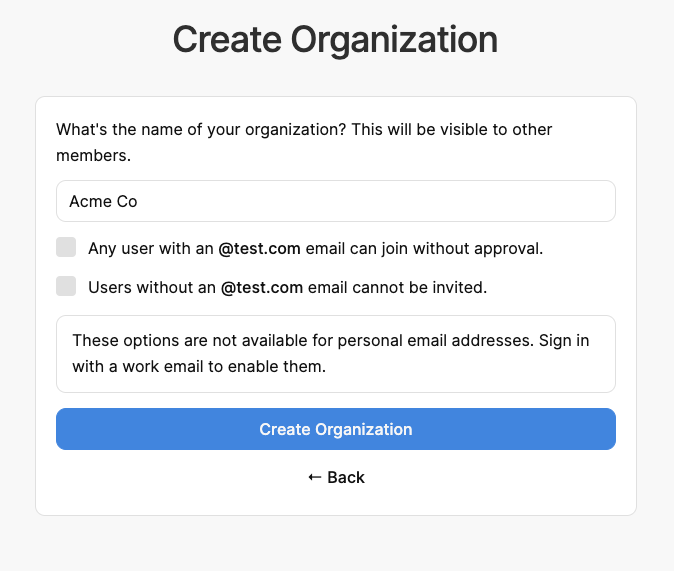 Create Organization
What's the name of your organization? This will be visible to other
members.
Acme Co
Any user with an @test.com email can join without approval.
Users without an @test.com email cannot be invited.
These options are not available for personal email addresses. Sign in
with a work email to enable them.
Create Organization
← Back